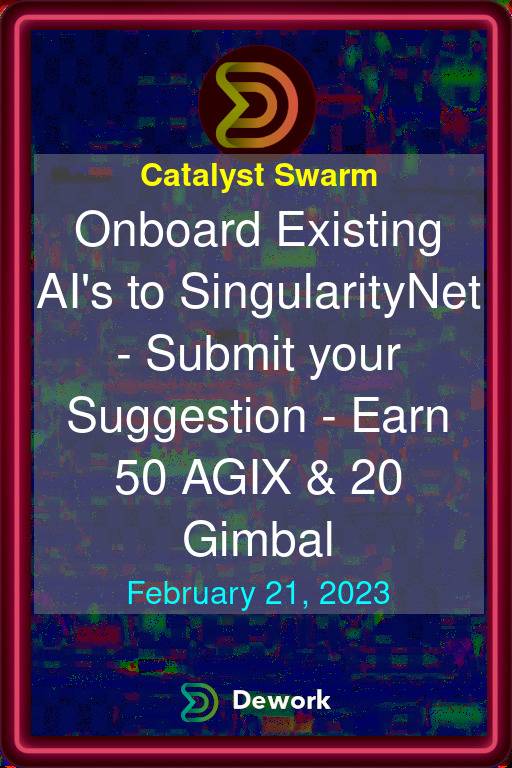 Catalyst Swarm
Onboard Existing
AI's to SingularityNet
- Submit your
Suggestion - Earn
50 AGIX & 20
Gimbal
February 21, 2023
Dework